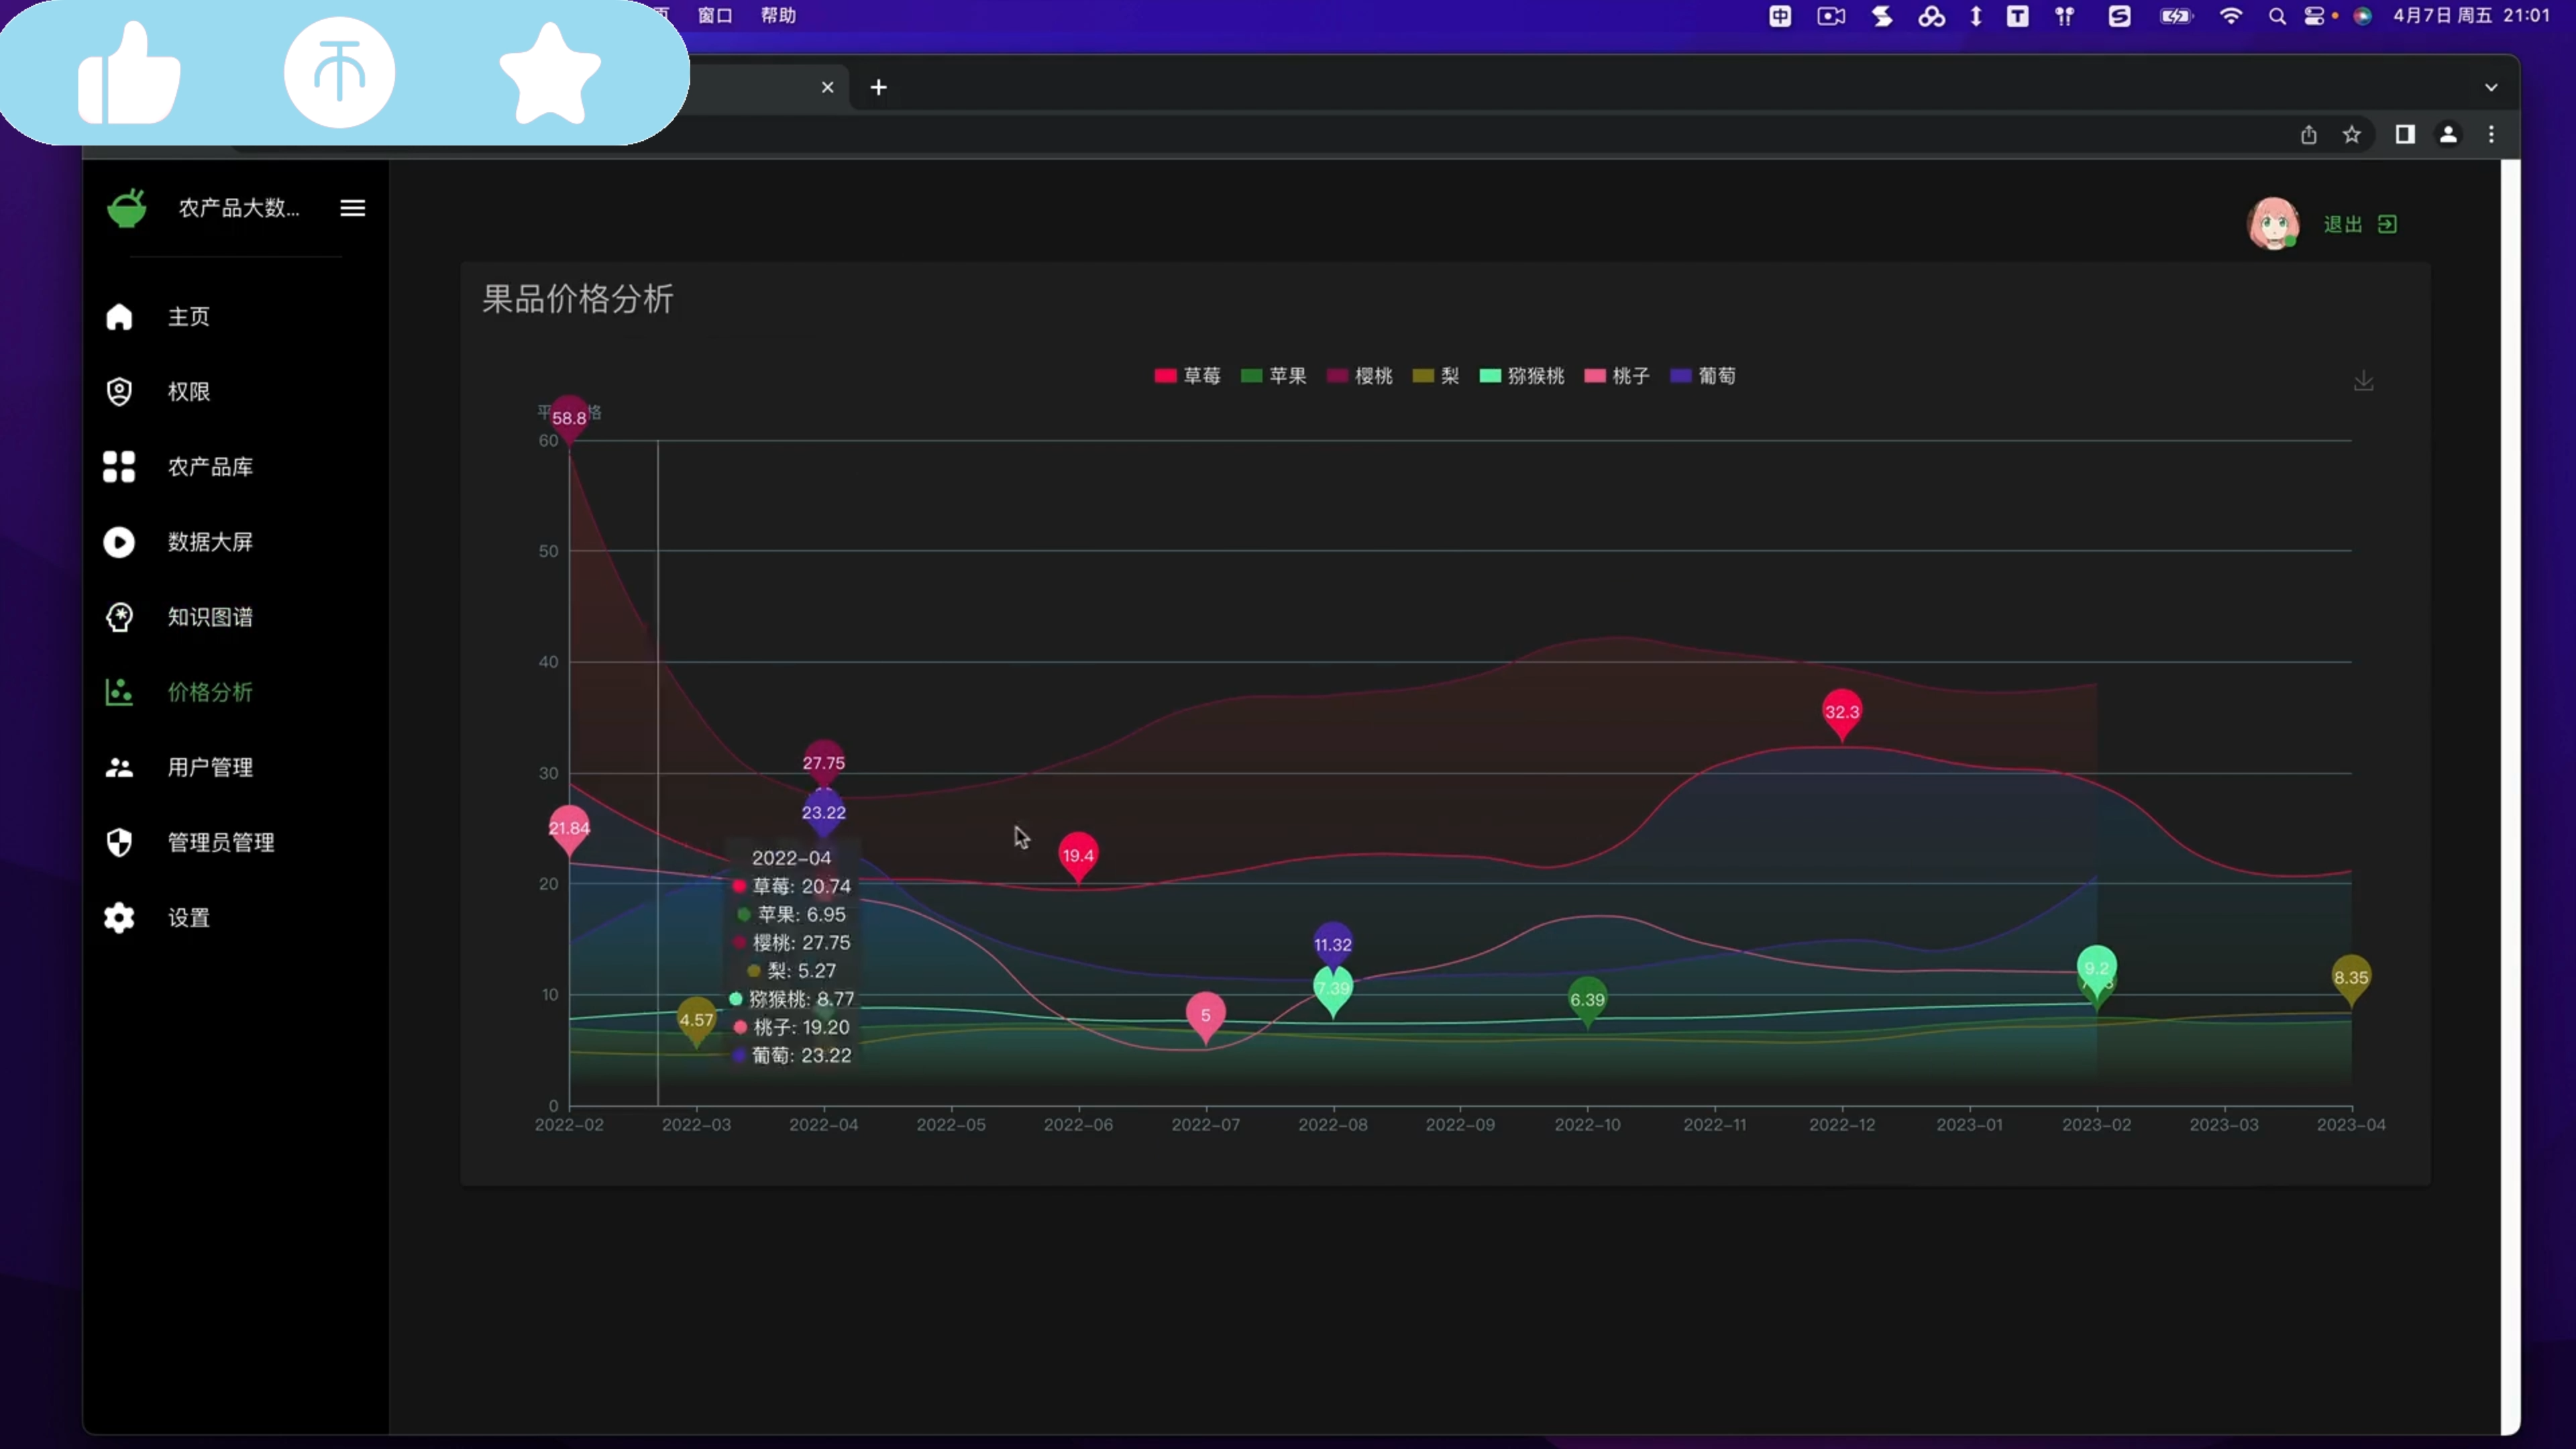 窗口 帮助
4月7日 周五 21:01
农产品大数...
退出
主页
权限
农产品库
数据大屏
知识图谱
价格分析
用户管理
管理员管理
设置
果品价格分析
草莓 苹果 樱桃 梨 猕猴桃 桃子 葡萄
平 格
58.8
60
50
40
30
20
10
0
27.75
23.22
21.84
32.3
19.4
11.32
7.39
9.2
8.35
6.39
5
4.57
2022-04
草莓: 20.74
苹果: 6.95
樱桃: 27.75
梨: 5.27
猕猴桃: 8.77
桃子: 19.20
葡萄: 23.22
2022-02 2022-03 2022-04 2022-05 2022-06 2022-07 2022-08 2022-09 2022-10 2022-11 2022-12 2023-01 2023-02 2023-03 2023-04